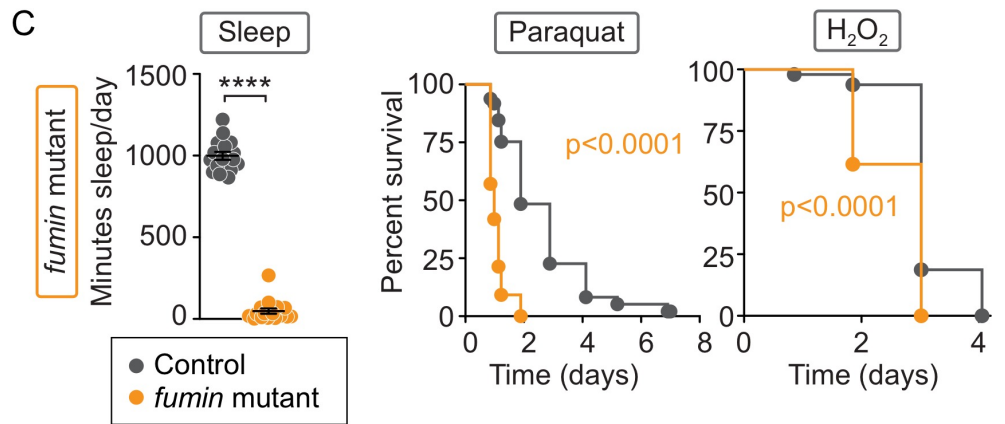 C
Sleep
Paraquat
H₂O₂
fumin mutant
Minutes sleep/day
1500
1000
500
0
****
Percent survival
100
75
50
25
0
p<0.0001
0
2
4
6
8
Time (days)
100
75
50
25
0
p<0.0001
0
2
4
Time (days)
Control
fumin mutant